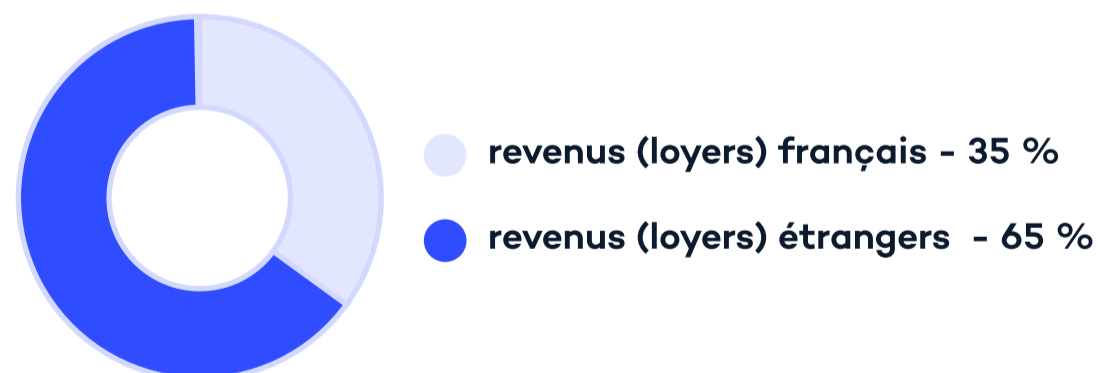 revenus (loyers) français - 35 %
revenus (loyers) étrangers - 65 %